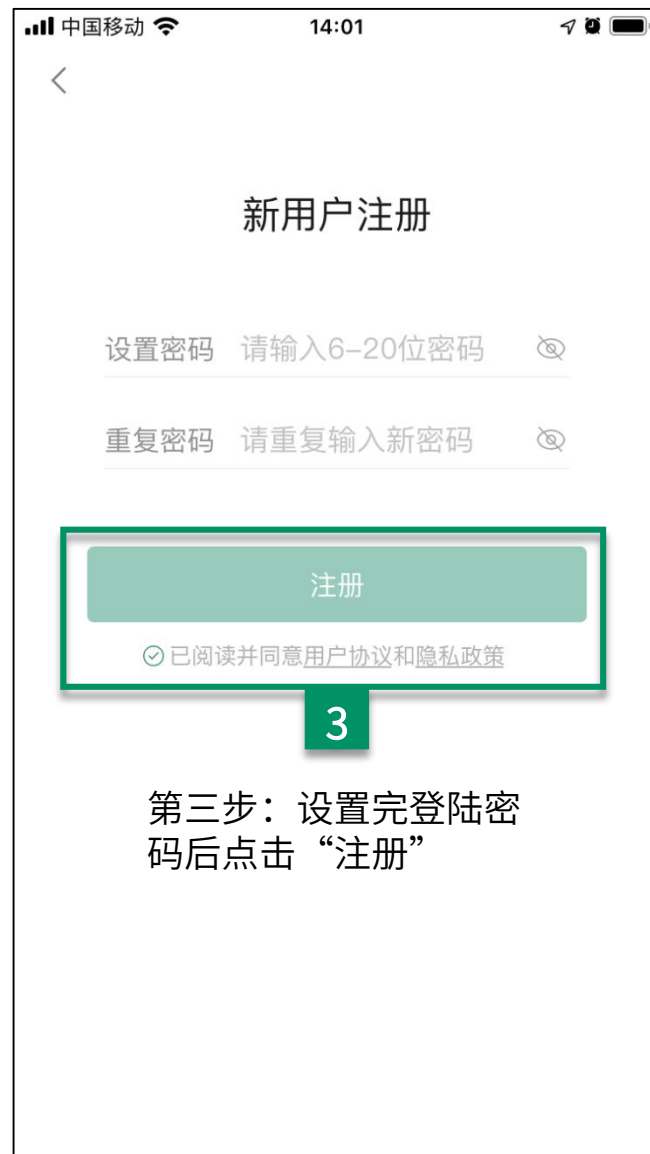 中国移动 14:01
新用户注册
设置密码 请输入6-20位密码
重复密码 请重复输入新密码
注册
已阅读并同意用户协议和隐私政策
3
第三步：设置完登陆密
码后点击“注册”